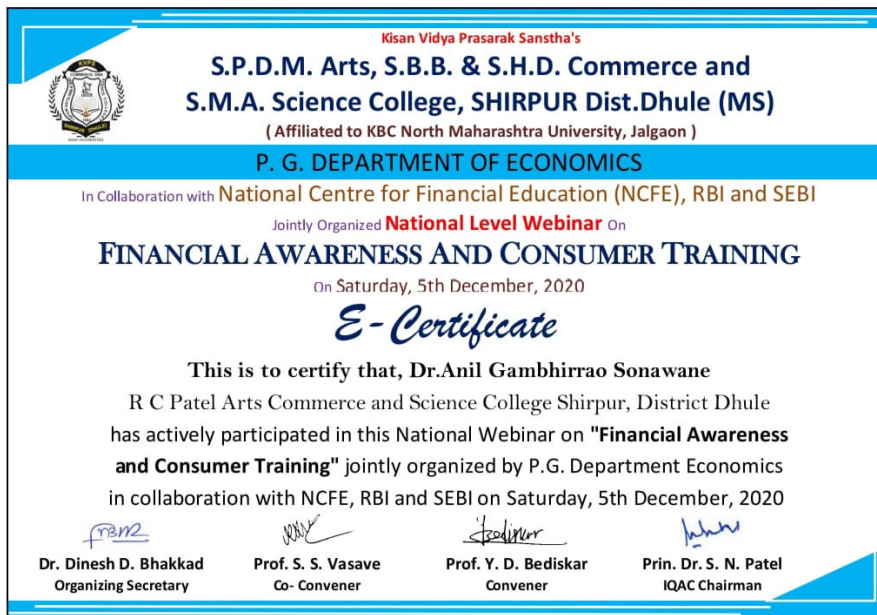 Kisan Vidya Prasarak Sanstha's
S.P.D.M. Arts, S.B.B. & S.H.D. Commerce and
S.M.A. Science College, SHIRPUR Dist.Dhule (MS)
( Affiliated to KBC North Maharashtra University, Jalgaon )
KVPS
SHIRPUR (DHULE)
P. G. DEPARTMENT OF ECONOMICS
In Collaboration with National Centre for Financial Education (NCFE), RBI and SEBI
Jointly Organized National Level Webinar On
FINANCIAL AWARENESS AND CONSUMER TRAINING
On Saturday, 5th December, 2020
E-Certificate
This is to certify that, Dr.Anil Gambhirrao Sonawane
R C Patel Arts Commerce and Science College Shirpur, District Dhule
has actively participated in this National Webinar on "Financial Awareness
and Consumer Training" jointly organized by P.G. Department Economics
in collaboration with NCFE, RBI and SEBI on Saturday, 5th December, 2020
Dr. Dinesh D. Bhakkad Prof. S. S. Vasave Prof. Y. D. Bediskar Prin. Dr. S. N. Patel
Organizing Secretary Co- Convener Convener IQAC Chairman